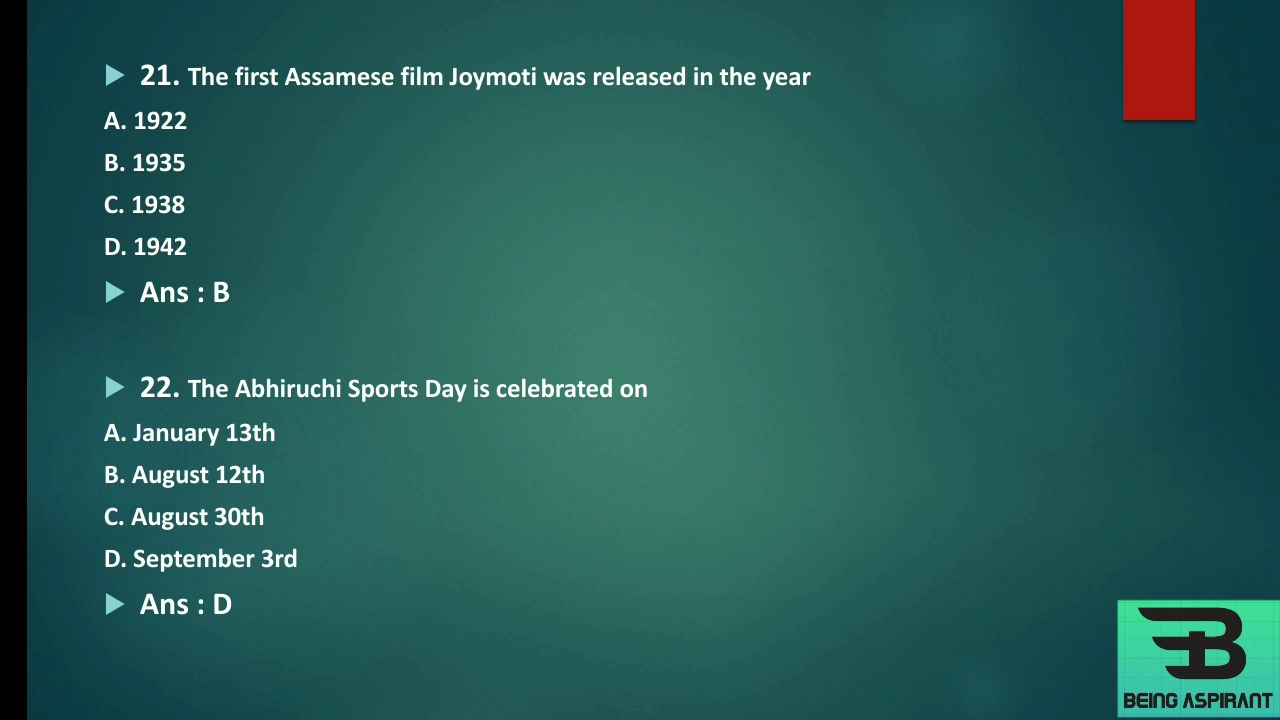 21. The first Assamese film Joymoti was released in the year
A. 1922
B. 1935
C. 1938
D. 1942
Ans : B
22. The Abhiruchi Sports Day is celebrated on
A. January 13th
B. August 12th
C. August 30th
D. September 3rd
Ans : D
BEING ASPIRANT